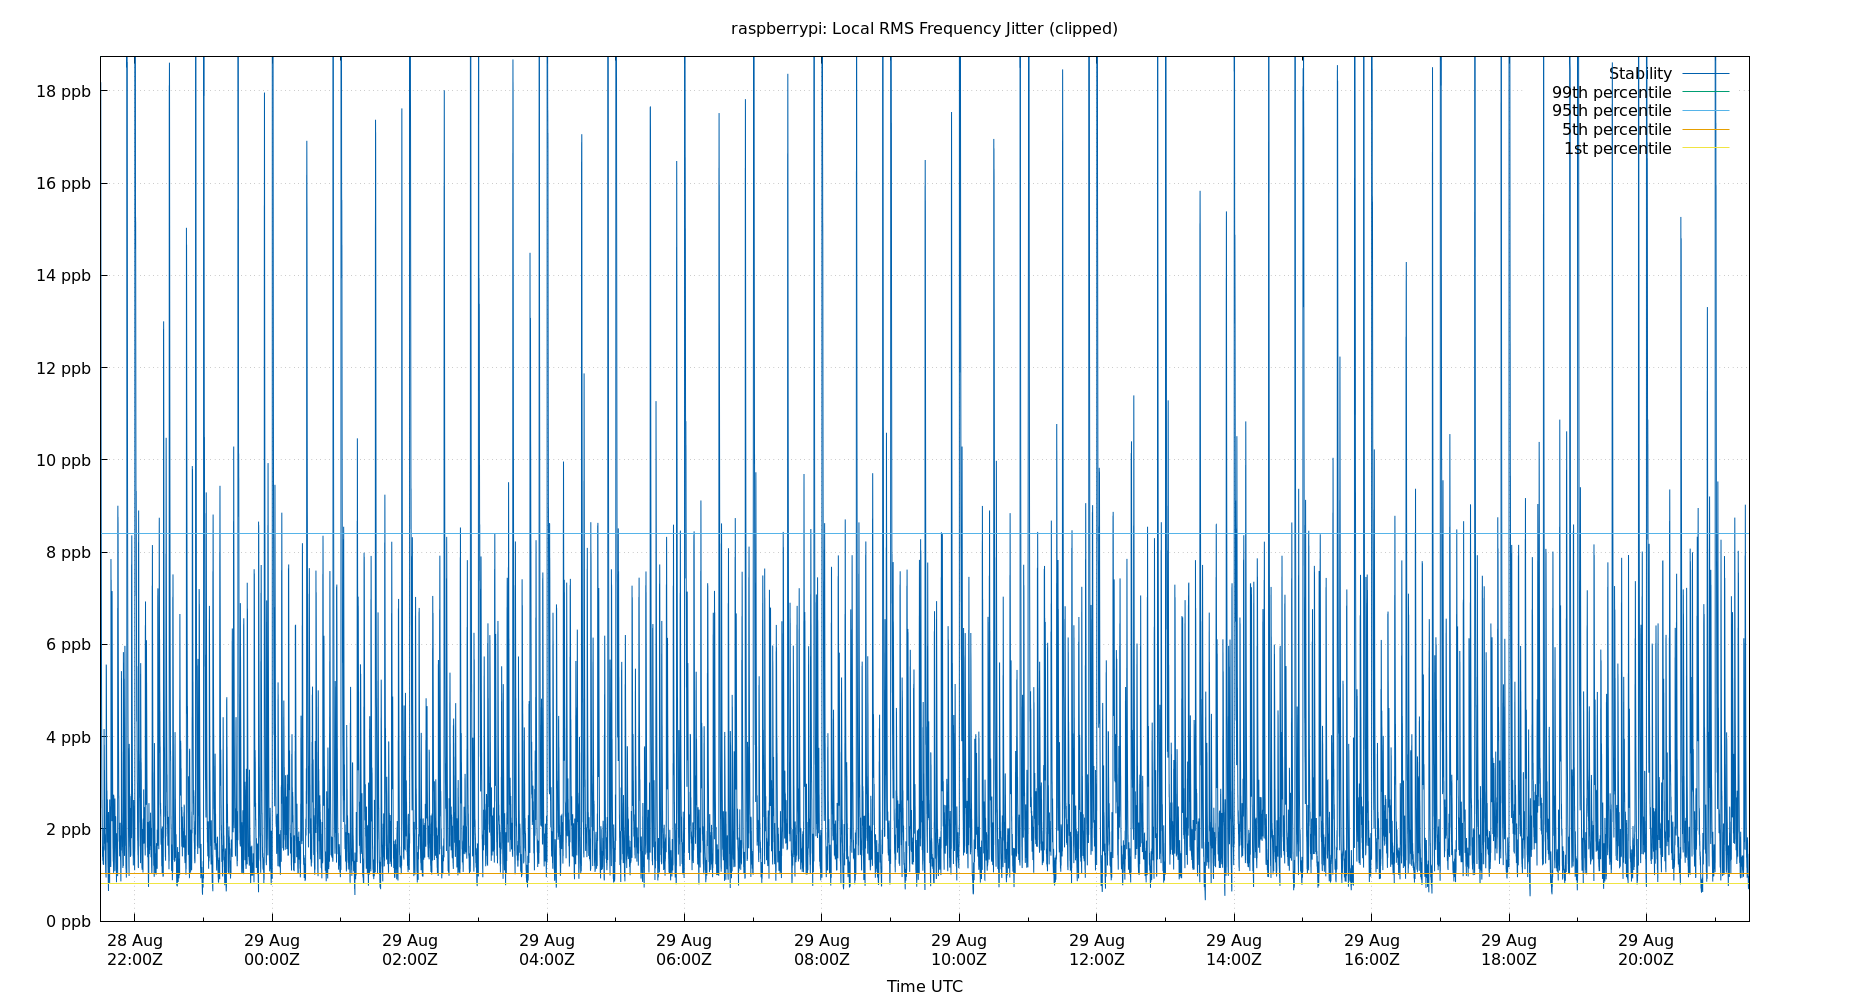 raspberrypi: Local RMS Frequency Jitter (clipped)
18 ppb
16 ppb
14 ppb
12 ppb
10 ppb
8 ppb
6 ppb
4 ppb
2 ppb
0 ppb
Stability
99th percentile
95th percentile
5th percentile
1st percentile
28 Aug 29 Aug 29 Aug 29 Aug 29 Aug 29 Aug 29 Aug 29 Aug 29 Aug 29 Aug 29 Aug 29 Aug
22:00Z 00:00Z 02:00Z 04:00Z 06:00Z 08:00Z 10:00Z 12:00Z 14:00Z 16:00Z 18:00Z 20:00Z
Time UTC